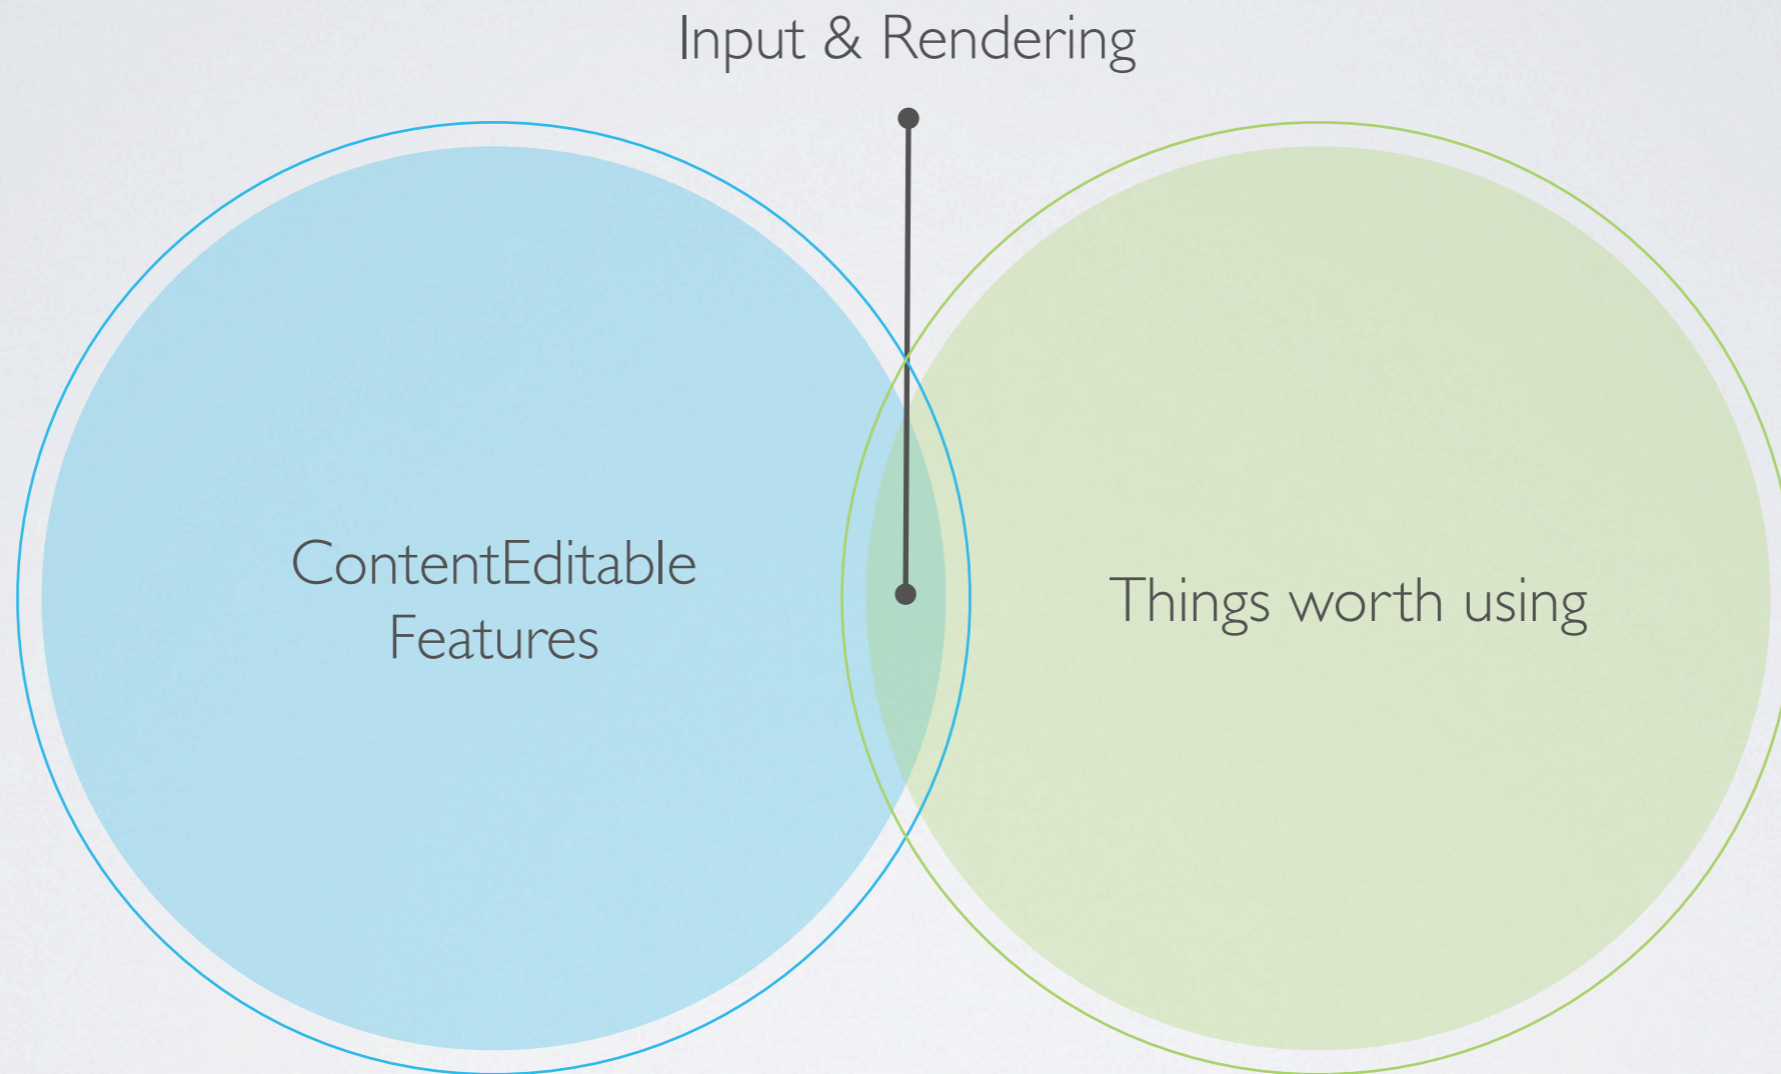 Input & Rendering
ContentEditable
Features
Things worth using